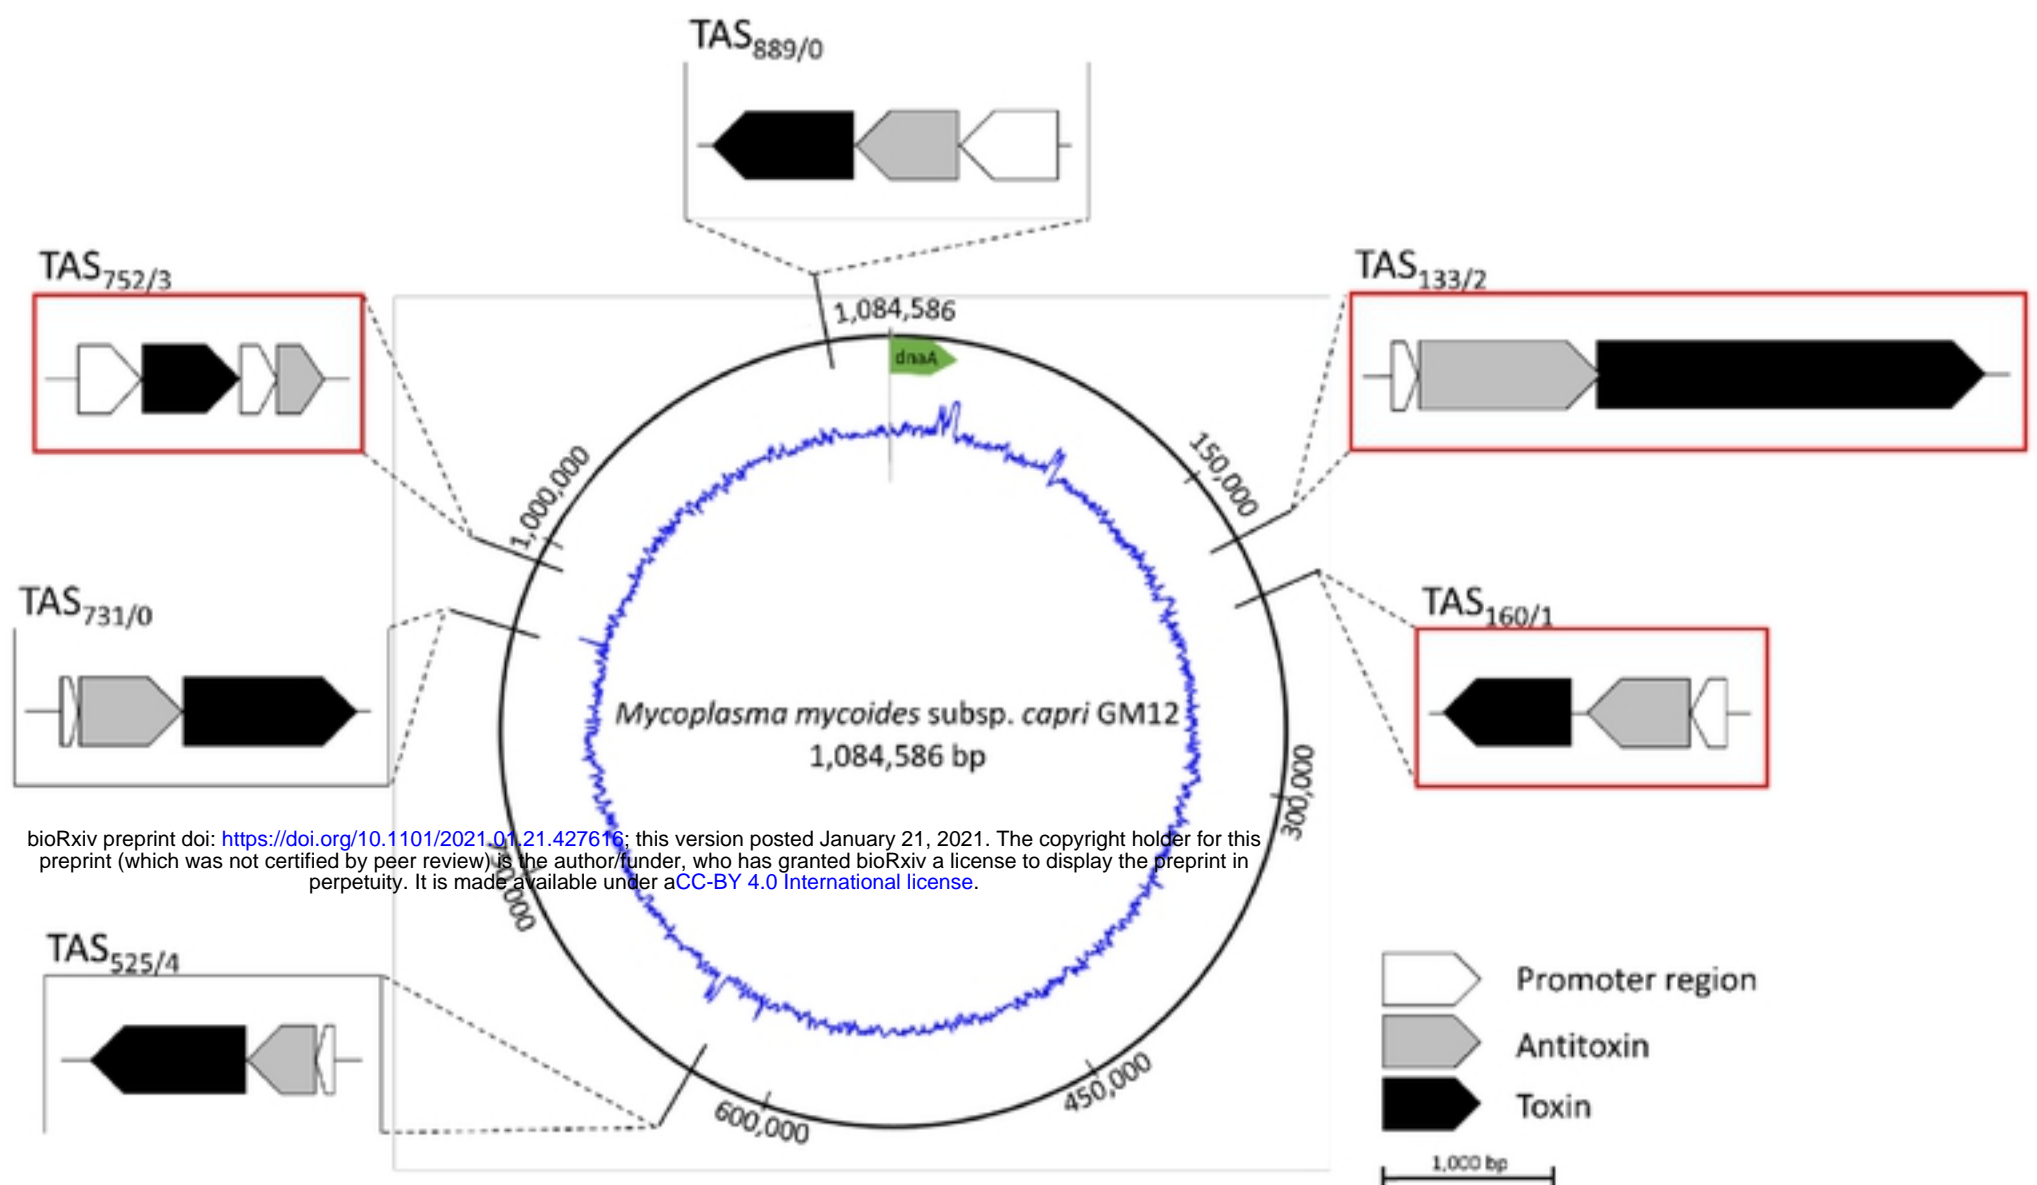 TAS889/0
TAS752/3
TAS133/2
1,084,586
dnaA
150,000
1,000,000
TAS731/0
TAS160/1
Mycoplasma mycoides subsp. capri GM12
1,084,586 bp
300,000
bioRxiv preprint doi: https://doi.org/10.1101/2021.01.21.427616; this version posted January 21, 2021. The copyright holder for this
preprint (which was not certified by peer review) is the author/funder, who has granted bioRxiv a license to display the preprint in
perpetuity. It is made available under aCC-BY 4.0 International license.
750,000
TAS525/4
600,000
450,000
Promoter region
Antitoxin
Toxin
1,000 bp